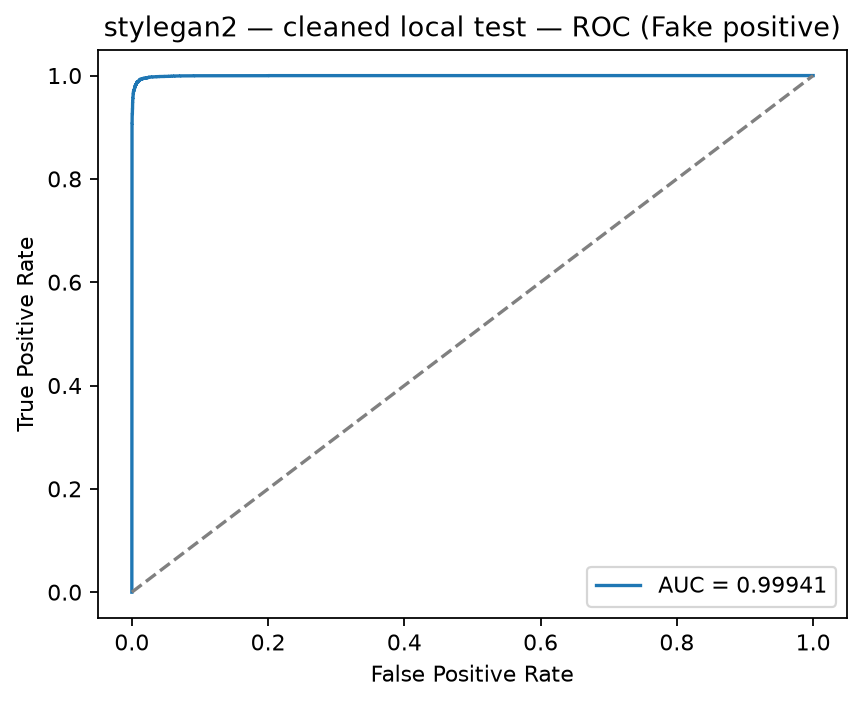 stylegan2 — cleaned local test — ROC (Fake positive)
True Positive Rate
1.0
0.8
0.6
0.4
0.2
0.0
AUC = 0.99941
0.0 0.2 0.4 0.6 0.8 1.0
False Positive Rate